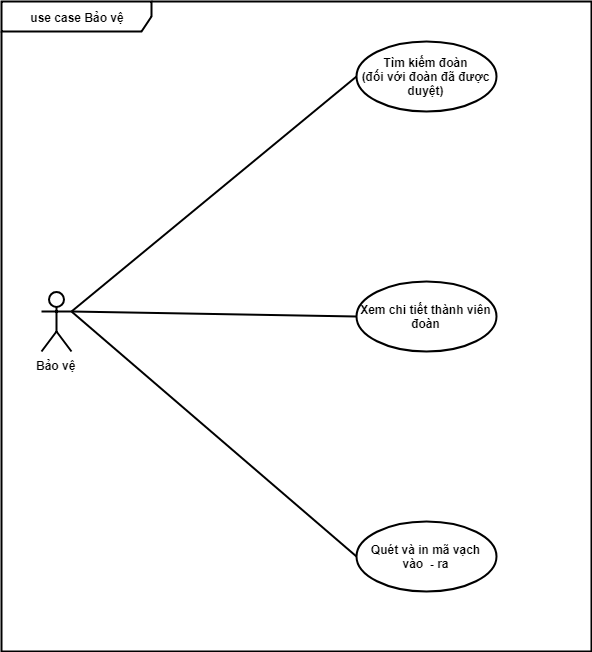 use case Bảo vệ
Tìm kiếm đoàn
(đối với đoàn đã được
duyệt)
Xem chi tiết thành viên
đoàn
Bảo vệ
Quét và in mã vạch
vào - ra